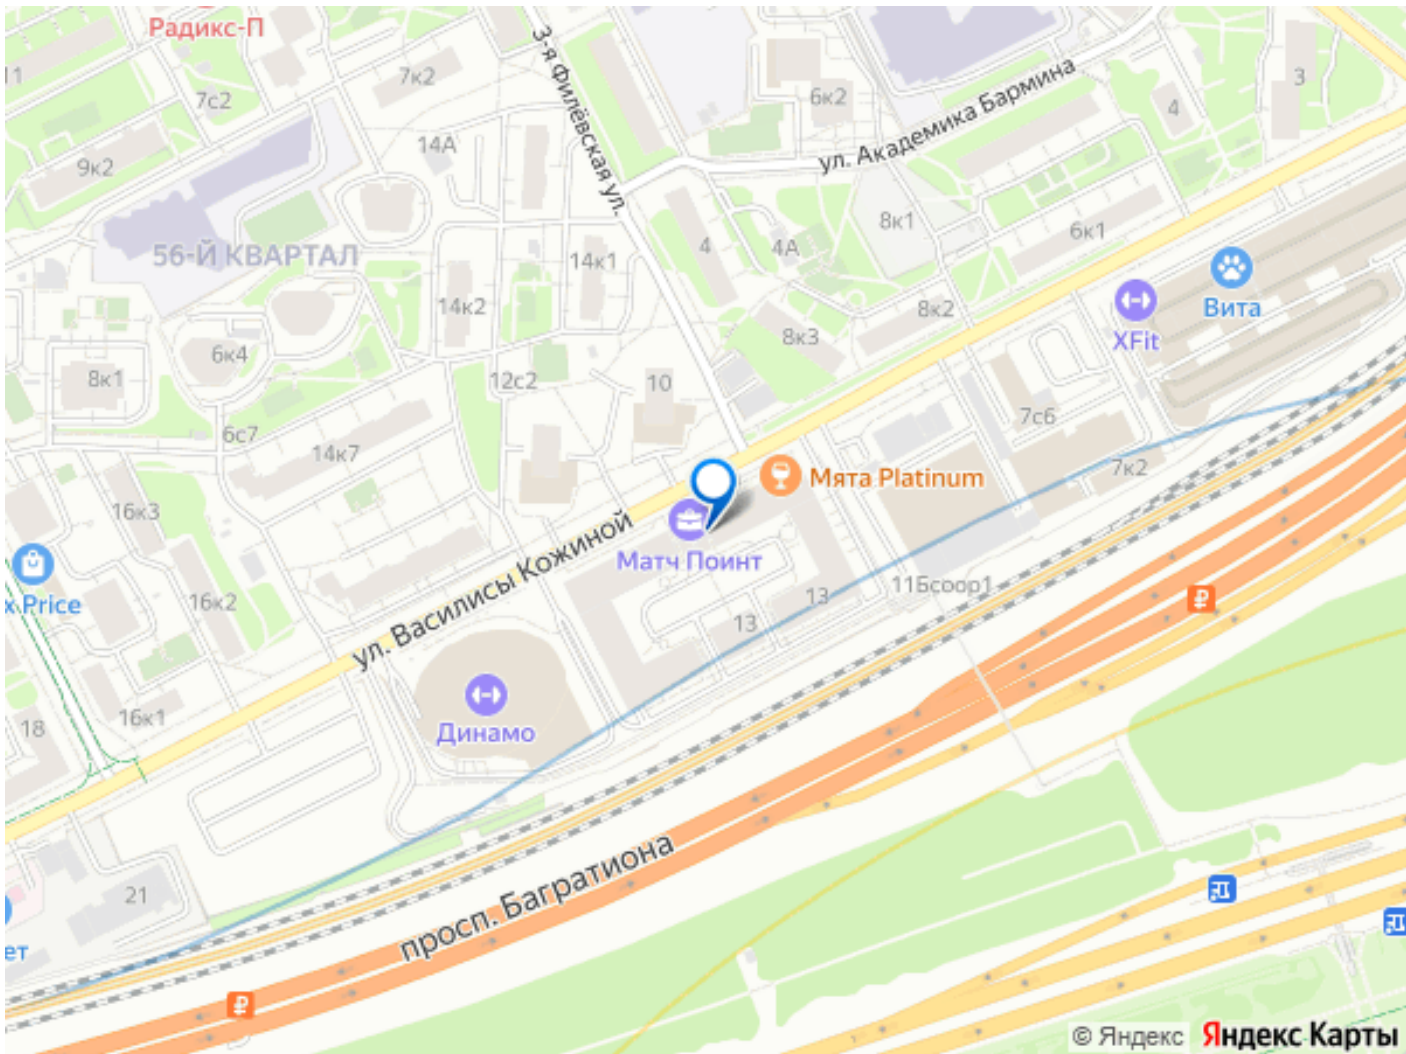 Радикс-П
11
7к2
7с2
9к2
3-я Филёвская ул.
6к2
ул. Академика Бармина
4
3
14А
56-Й КВАРТАЛ
14к1
4
4А
8к1
6к1
14к2
8к3
8к2
Вита
XFit
6к4
8к1
12с2
10
6с7
14к7
7с6
7к2
Мята Platinum
16к3
Матч Поинт
ул. Василисы Кожиной
x Price
16к2
13
13
11Бсоор1
₽
16к1
18
Динамо
просп. Багратиона
21
ет
₽
© Яндекс Яндекс Карты